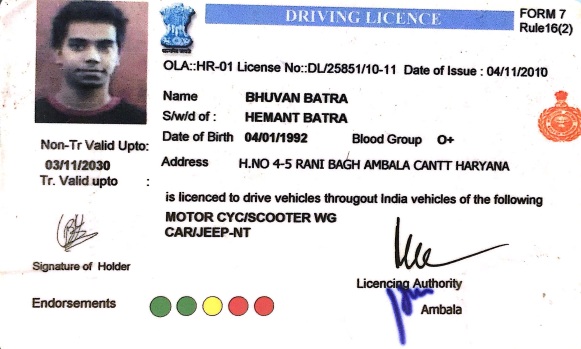 DRIVING LICENCE
FORM 7
Rule16(2)
OLA::HR-01 License No::DL/25851/10-11 Date of Issue : 04/11/2010
Name BHUVAN BATRA
S/w/d of : HEMANT BATRA
Date of Birth 04/01/1992 Blood Group O+
Address H.NO 4-5 RANI BAGH AMBALA CANTT HARYANA
Non-Tr Valid Upto:
03/11/2030
Tr. Valid upto :
is licenced to drive vehicles througout India vehicles of the following
MOTOR CYC/SCOOTER WG
CAR/JEEP-NT
Signature of Holder
Licencing Authority
Ambala
Endorsements